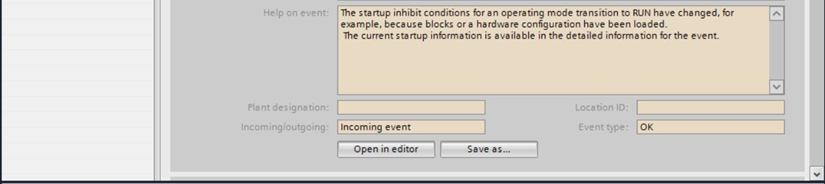 Help on event:
The startup inhibit conditions for an operating mode transition to RUN have changed, for
example, because blocks or a hardware configuration have been loaded.
The current startup information is available in the detailed information for the event.
Plant designation:
Location ID:
Incoming/outgoing: Incoming event
Event type: OK
Open in editor
Save as...